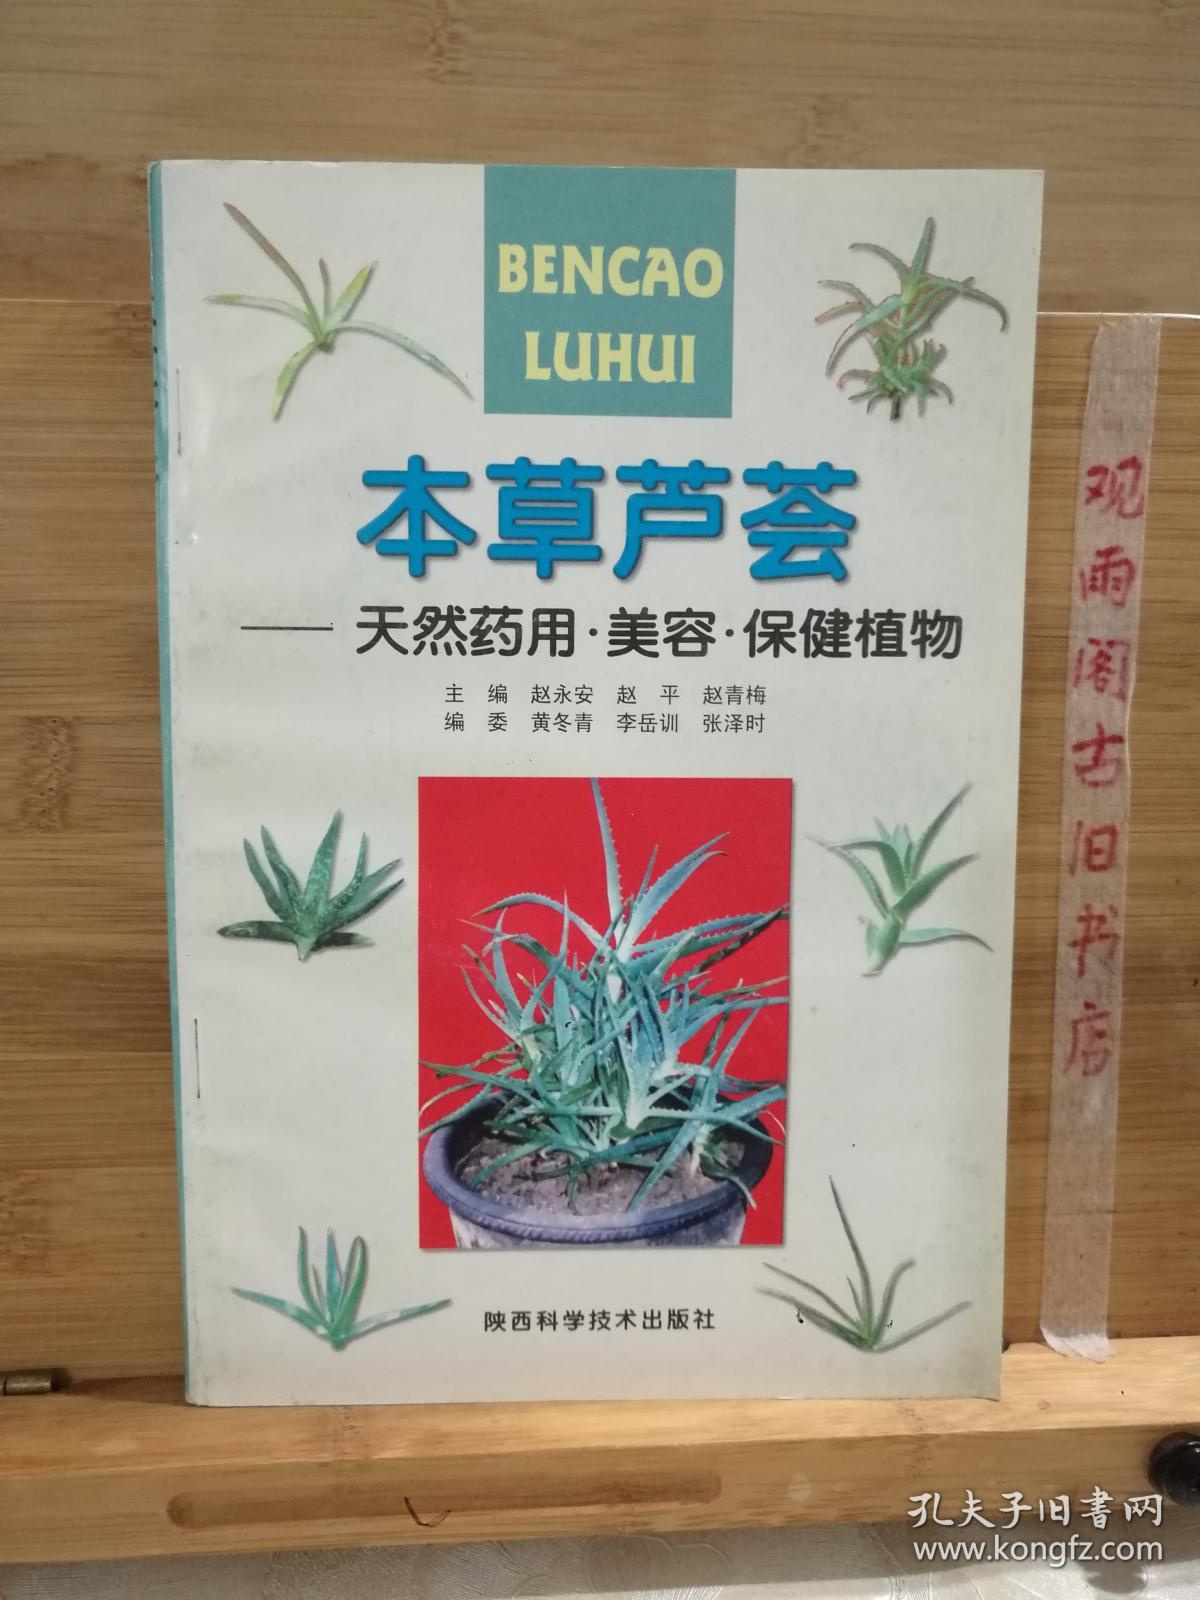 BENCAO
LUHUI
本草芦荟
——天然药用·美容·保健植物
主 编 赵永安 赵 平 赵青梅
编 委 黄冬青 李岳训 张泽时
陕西科学技术出版社
观雨阁古旧书店
孔夫子旧书网
www.kongfz.com